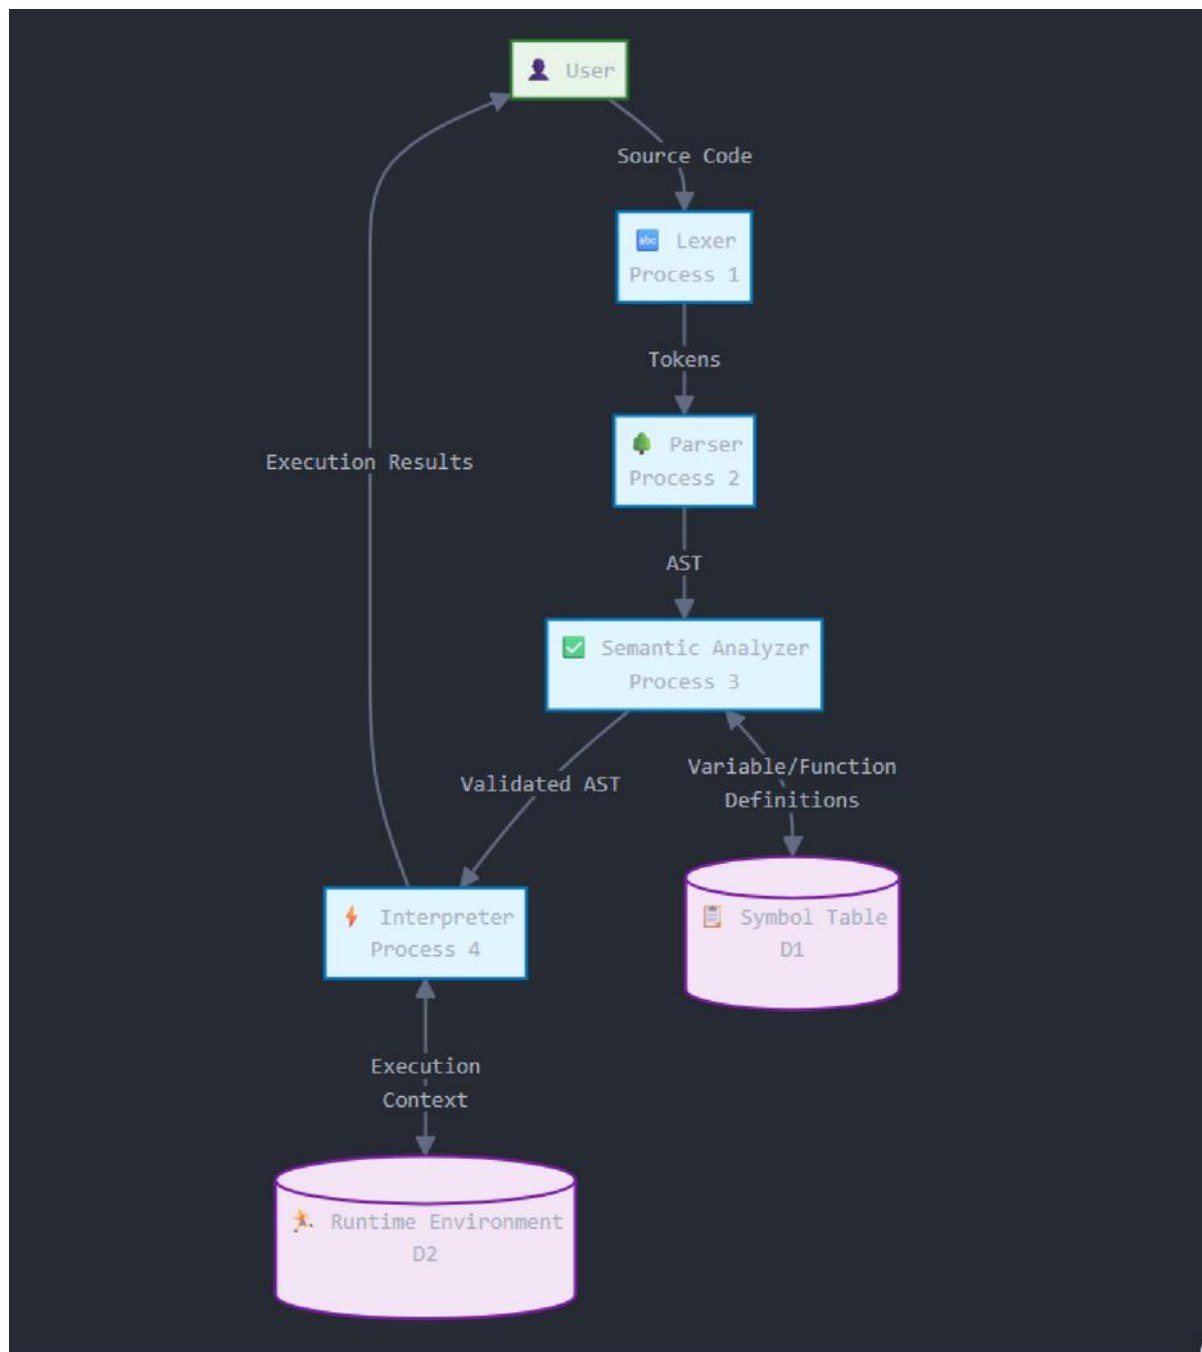 User
Source Code
abc Lexer
Process 1
Tokens
Parser
Process 2
Execution Results
AST
Semantic Analyzer
Process 3
Variable/Function
Definitions
Validated AST
Interpreter
Process 4
Symbol Table
D1
Execution
Context
Runtime Environment
D2